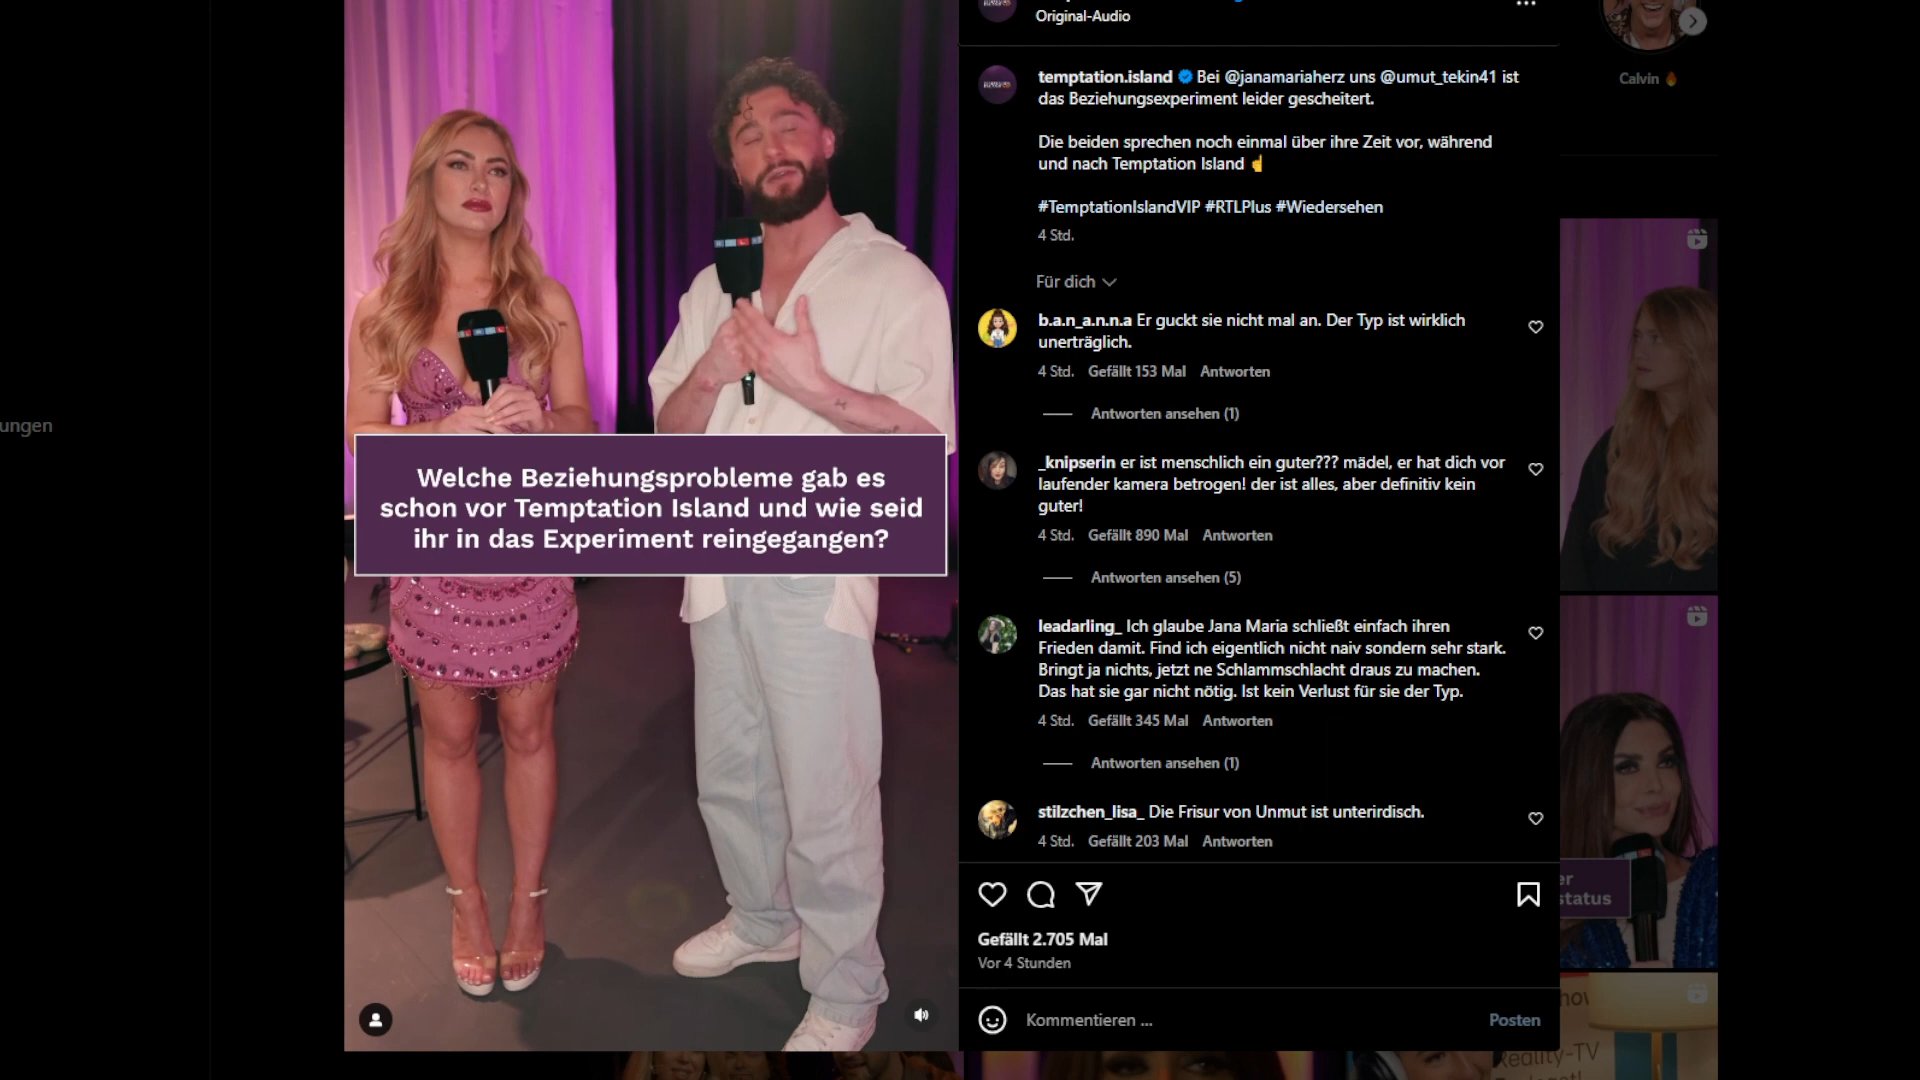 Original-Audio
temptation.island Bei @janamariaherz uns @umut_tekin41 ist
das Beziehungsexperiment leider gescheitert.
Die beiden sprechen noch einmal über ihre Zeit vor, während
und nach Temptation Island ☝
#TemptationIslandVIP #RTLPlus #Wiedersehen
4 Std.
Für dich
b.a.n_a.n.n.a Er guckt sie nicht mal an. Der Typ ist wirklich
unerträglich.
4 Std. Gefällt 153 Mal Antworten
Antworten ansehen (1)
_knipserin er ist menschlich ein guter??? mädel, er hat dich vor
laufender kamera betrogen! der ist alles, aber definitiv kein
guter!
4 Std. Gefällt 890 Mal Antworten
Antworten ansehen (5)
leadarling_ Ich glaube Jana Maria schließt einfach ihren
Frieden damit. Find ich eigentlich nicht naiv sondern sehr stark.
Bringt ja nichts, jetzt ne Schlammschlacht draus zu machen.
Das hat sie gar nicht nötig. Ist kein Verlust für sie der Typ.
4 Std. Gefällt 345 Mal Antworten
Antworten ansehen (1)
stilzchen_lisa_ Die Frisur von Unmut ist unterirdisch.
4 Std. Gefällt 203 Mal Antworten
Gefällt 2.705 Mal
Vor 4 Stunden
Kommentieren ...
Posten
Welche Beziehungsprobleme gab es
schon vor Temptation Island und wie seid
ihr in das Experiment reingegangen?
ungen
Calvin 🔥
er
status
Reality-TV